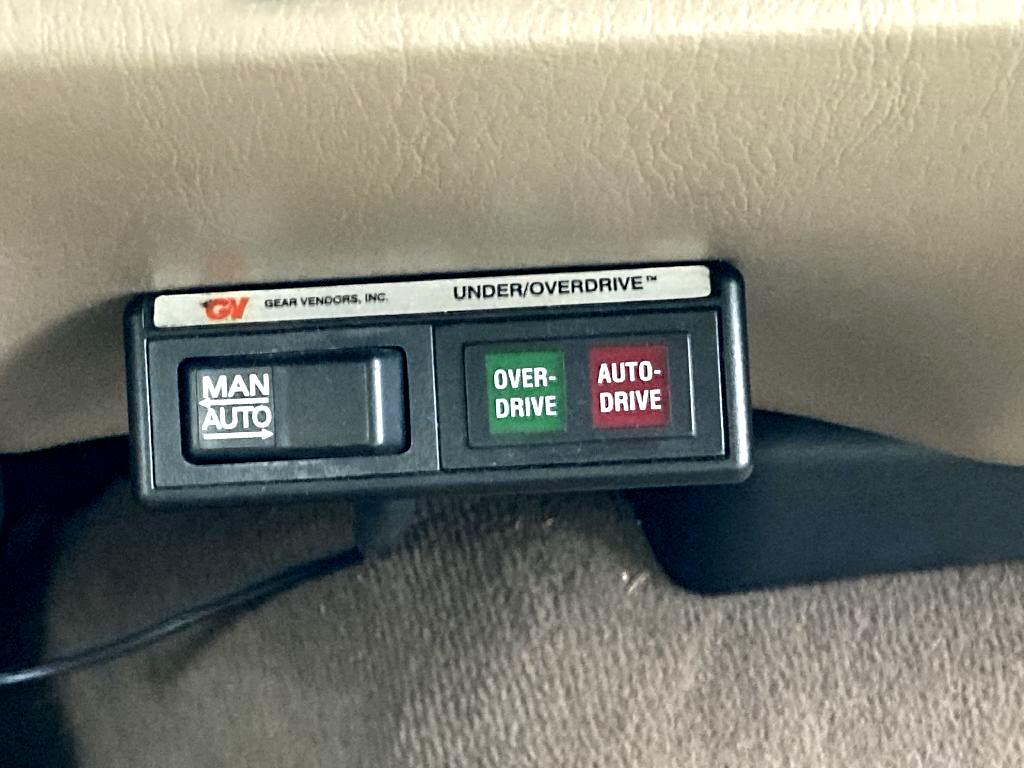 GV GEAR VENDORS, INC. UNDER/OVERDRIVE™
MAN
AUTO
OVER-
DRIVE
AUTO-
DRIVE